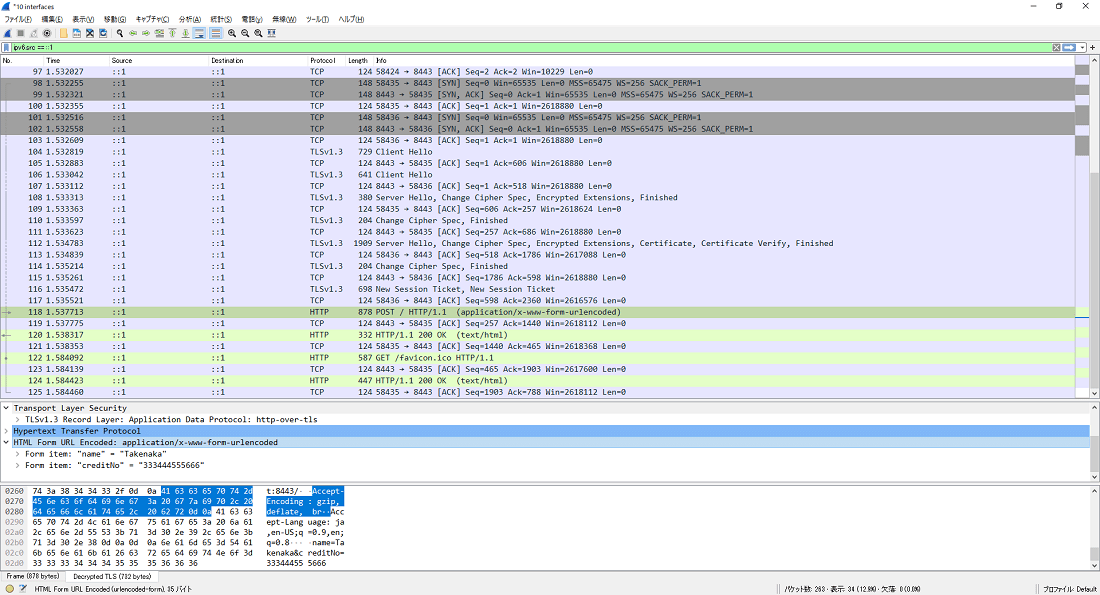 *10 interfaces
ファイル(F) 編集(E) 表示(V) 移動(G) キャプチャ(C) 分析(A) 統計(S) 電話(y) 無線(W) ツール(T) ヘルプ(H)
ipv6.src == ::1
No. Time Source Destination Protocol Length Info
97 1.532027 ::1 ::1 TCP 124 58424 → 8443 [ACK] Seq=2 Ack=2 Win=10229 Len=0
98 1.532255 ::1 ::1 TCP 148 58435 → 8443 [SYN] Seq=0 Win=65535 Len=0 MSS=65475 WS=256 SACK_PERM=1
99 1.532321 ::1 ::1 TCP 148 8443 → 58435 [SYN, ACK] Seq=0 Ack=1 Win=65535 Len=0 MSS=65475 WS=256 SACK_PERM=1
100 1.532355 ::1 ::1 TCP 124 58435 → 8443 [ACK] Seq=1 Ack=1 Win=2618880 Len=0
101 1.532516 ::1 ::1 TCP 148 58436 → 8443 [SYN] Seq=0 Win=65535 Len=0 MSS=65475 WS=256 SACK_PERM=1
102 1.532558 ::1 ::1 TCP 148 8443 → 58436 [SYN, ACK] Seq=0 Ack=1 Win=65535 Len=0 MSS=65475 WS=256 SACK_PERM=1
103 1.532609 ::1 ::1 TCP 124 58436 → 8443 [ACK] Seq=1 Ack=1 Win=2618880 Len=0
104 1.532819 ::1 ::1 TLSv1.3 729 Client Hello
105 1.532883 ::1 ::1 TCP 124 8443 → 58435 [ACK] Seq=1 Ack=606 Win=2618880 Len=0
106 1.533042 ::1 ::1 TLSv1.3 641 Client Hello
107 1.533112 ::1 ::1 TCP 124 8443 → 58436 [ACK] Seq=1 Ack=518 Win=2618880 Len=0
108 1.533313 ::1 ::1 TLSv1.3 380 Server Hello, Change Cipher Spec, Encrypted Extensions, Finished
109 1.533363 ::1 ::1 TCP 124 58435 → 8443 [ACK] Seq=606 Ack=257 Win=2618624 Len=0
110 1.533597 ::1 ::1 TLSv1.3 204 Change Cipher Spec, Finished
111 1.533623 ::1 ::1 TCP 124 8443 → 58435 [ACK] Seq=257 Ack=686 Win=2618880 Len=0
112 1.534783 ::1 ::1 TLSv1.3 1909 Server Hello, Change Cipher Spec, Encrypted Extensions, Certificate, Certificate Verify, Finished
113 1.534839 ::1 ::1 TCP 124 58436 → 8443 [ACK] Seq=518 Ack=1786 Win=2617088 Len=0
114 1.535214 ::1 ::1 TLSv1.3 204 Change Cipher Spec, Finished
115 1.535261 ::1 ::1 TCP 124 8443 → 58436 [ACK] Seq=1786 Ack=598 Win=2618880 Len=0
116 1.535472 ::1 ::1 TLSv1.3 698 New Session Ticket, New Session Ticket
117 1.535521 ::1 ::1 TCP 124 58436 → 8443 [ACK] Seq=598 Ack=2360 Win=2616576 Len=0
118 1.537713 ::1 ::1 HTTP 878 POST / HTTP/1.1 (application/x-www-form-urlencoded)
119 1.537775 ::1 ::1 TCP 124 8443 → 58435 [ACK] Seq=257 Ack=1440 Win=2618112 Len=0
120 1.538317 ::1 ::1 HTTP 332 HTTP/1.1 200 OK (text/html)
121 1.538353 ::1 ::1 TCP 124 58435 → 8443 [ACK] Seq=1440 Ack=465 Win=2618368 Len=0
122 1.584092 ::1 ::1 HTTP 587 GET /favicon.ico HTTP/1.1
123 1.584139 ::1 ::1 TCP 124 8443 → 58435 [ACK] Seq=465 Ack=1903 Win=2617600 Len=0
124 1.584423 ::1 ::1 HTTP 447 HTTP/1.1 200 OK (text/html)
125 1.584460 ::1 ::1 TCP 124 58435 → 8443 [ACK] Seq=1903 Ack=788 Win=2618112 Len=0
Transport Layer Security
TLSv1.3 Record Layer: Application Data Protocol: http-over-tls
Hypertext Transfer Protocol
HTML Form URL Encoded: application/x-www-form-urlencoded
Form item: "name" = "Takenaka"
Form item: "creditNo" = "333444555666"
0260 74 3a 38 34 34 33 2f 0d 0a 41 63 63 65 70 74 2d t:8443/· ·Accept-
0270 45 6e 63 6f 64 69 6e 67 3a 20 67 7a 69 70 2c 20 Encoding : gzip,
0280 64 65 66 6c 61 74 65 2c 20 62 72 0d 0a 41 63 63 deflate, br··Acc
0290 65 70 74 2d 4c 61 6e 67 75 61 67 65 3a 20 6a 61 ept-Lang uage: ja
02a0 2c 65 6e 2d 55 53 3b 71 3d 30 2e 39 2c 65 6e 3b ,en-US;q =0.9,en;
02b0 71 3d 30 2e 38 0d 0a 0d 0a 6e 61 6d 65 3d 54 61 q=0.8··· ·name=Ta
02c0 6b 65 6e 61 6b 61 26 63 72 65 64 69 74 4e 6f 3d kenaka&c reditNo=
02d0 33 33 33 34 34 34 35 35 35 36 36 36 33344455 5666
Frame (878 bytes) Decrypted TLS (732 bytes)
HTML Form URL Encoded (urlencoded-form), 35 バイト パケット数: 263 · 表示: 34 (12.9%) · 欠落: 0 (0.0%) プロファイル: Default